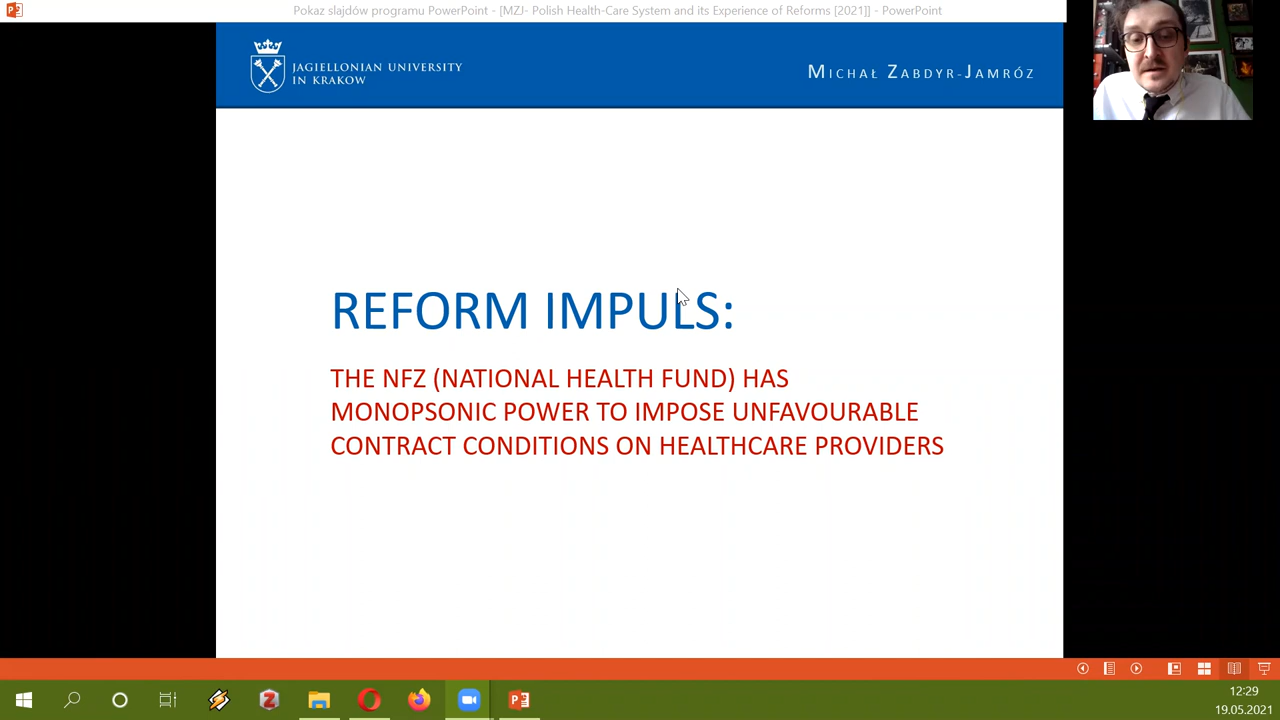 Pokaz slajdów programu PowerPoint - [MZJ- Polish Health-Care System and its Experience of Reforms [2021]] - PowerPoint
JAGIELLONIAN UNIVERSITY
IN KRAKOW
MICHAŁ ZABDYR-JAMRÓZ
REFORM IMPULS:
THE NFZ (NATIONAL HEALTH FUND) HAS
MONOPSONIC POWER TO IMPOSE UNFAVOURABLE
CONTRACT CONDITIONS ON HEALTHCARE PROVIDERS
12:29
19.05.2021